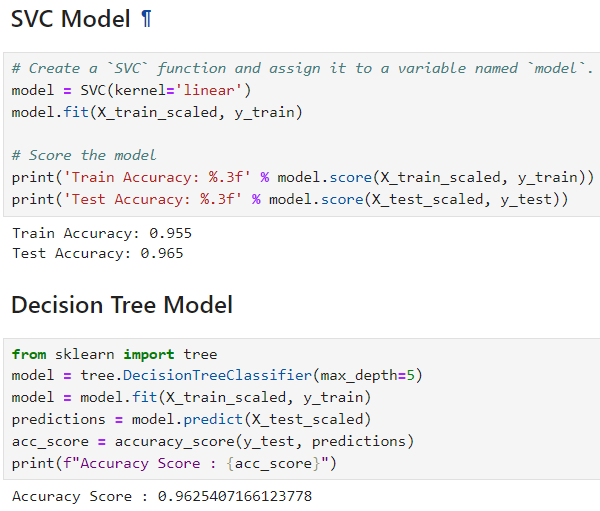 SVC Model ¶
# Create a `SVC` function and assign it to a variable named `model`.
model = SVC(kernel='linear')
model.fit(X_train_scaled, y_train)
# Score the model
print('Train Accuracy: %.3f' % model.score(X_train_scaled, y_train))
print('Test Accuracy: %.3f' % model.score(X_test_scaled, y_test))
Train Accuracy: 0.955
Test Accuracy: 0.965
Decision Tree Model
from sklearn import tree
model = tree.DecisionTreeClassifier(max_depth=5)
model = model.fit(X_train_scaled, y_train)
predictions = model.predict(X_test_scaled)
acc_score = accuracy_score(y_test, predictions)
print(f"Accuracy Score : {acc_score}")
Accuracy Score : 0.9625407166123778